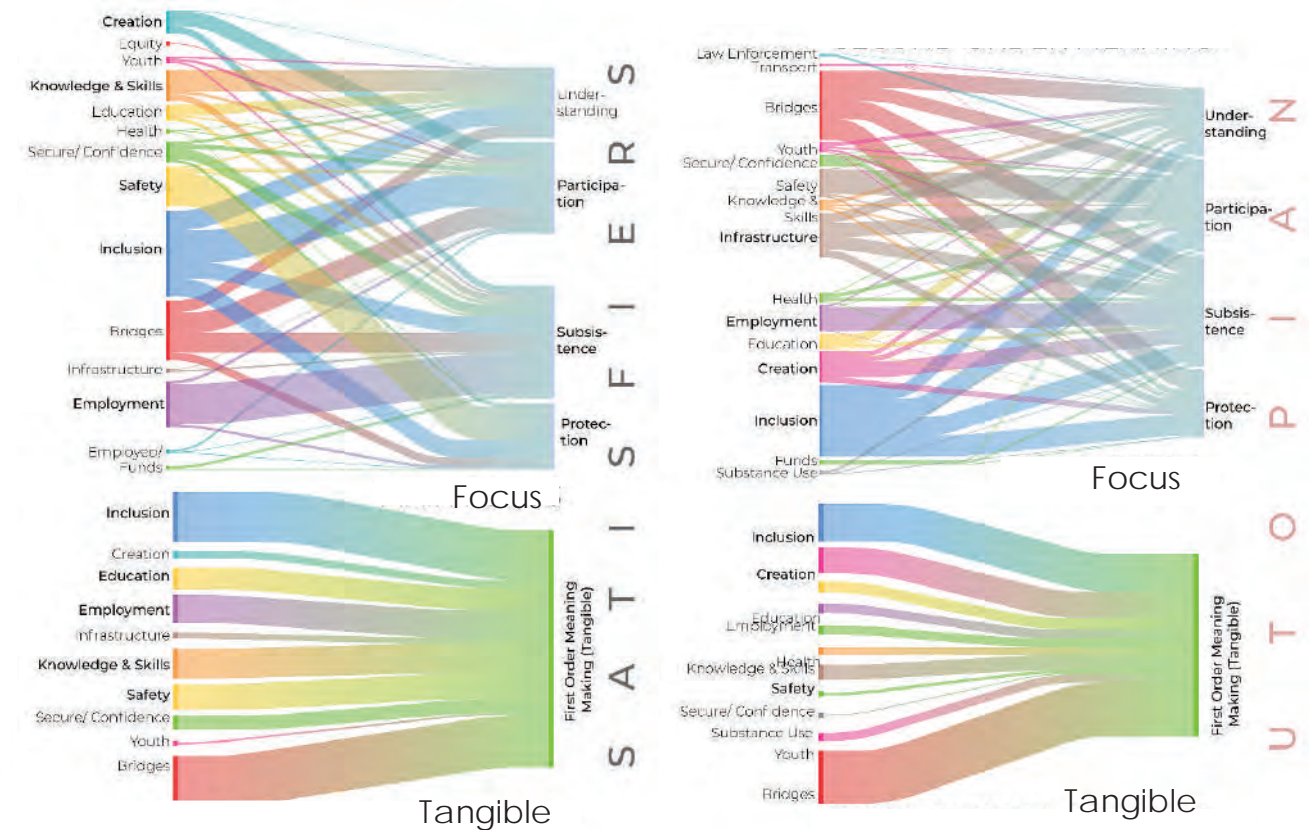 Creation
Equity
Youth
Knowledge & Skills
Education
Health
Secure/ Confidence
Safety
Inclusion
Bridges
Infrastructure
Employment
Employed/
Funds
Under-
standing
Participa-
tion
Subsis-
tence
Protec-
tion
Focus
Inclusion
Creation
Education
Employment
Infrastructure
Knowledge & Skills
Safety
Secure/ Confidence
Youth
Bridges
First Order Meaning
Making (Tangible)
Tangible
SATISFIERS
Law Enforcement
Transport
Bridges
Youth
Secure/ Confidence
Safety
Knowledge &
Skills
Infrastructure
Health
Employment
Education
Creation
Inclusion
Funds
Substance Use
Under-
standing
Participa-
tion
Subsis-
tence
Protec-
tion
Focus
Inclusion
Creation
Education
Employment
Health
Knowledge & Skills
Safety
Secure/ Confidence
Substance Use
Youth
Bridges
First Order Meaning
Making (Tangible)
Tangible
UTOPIAN